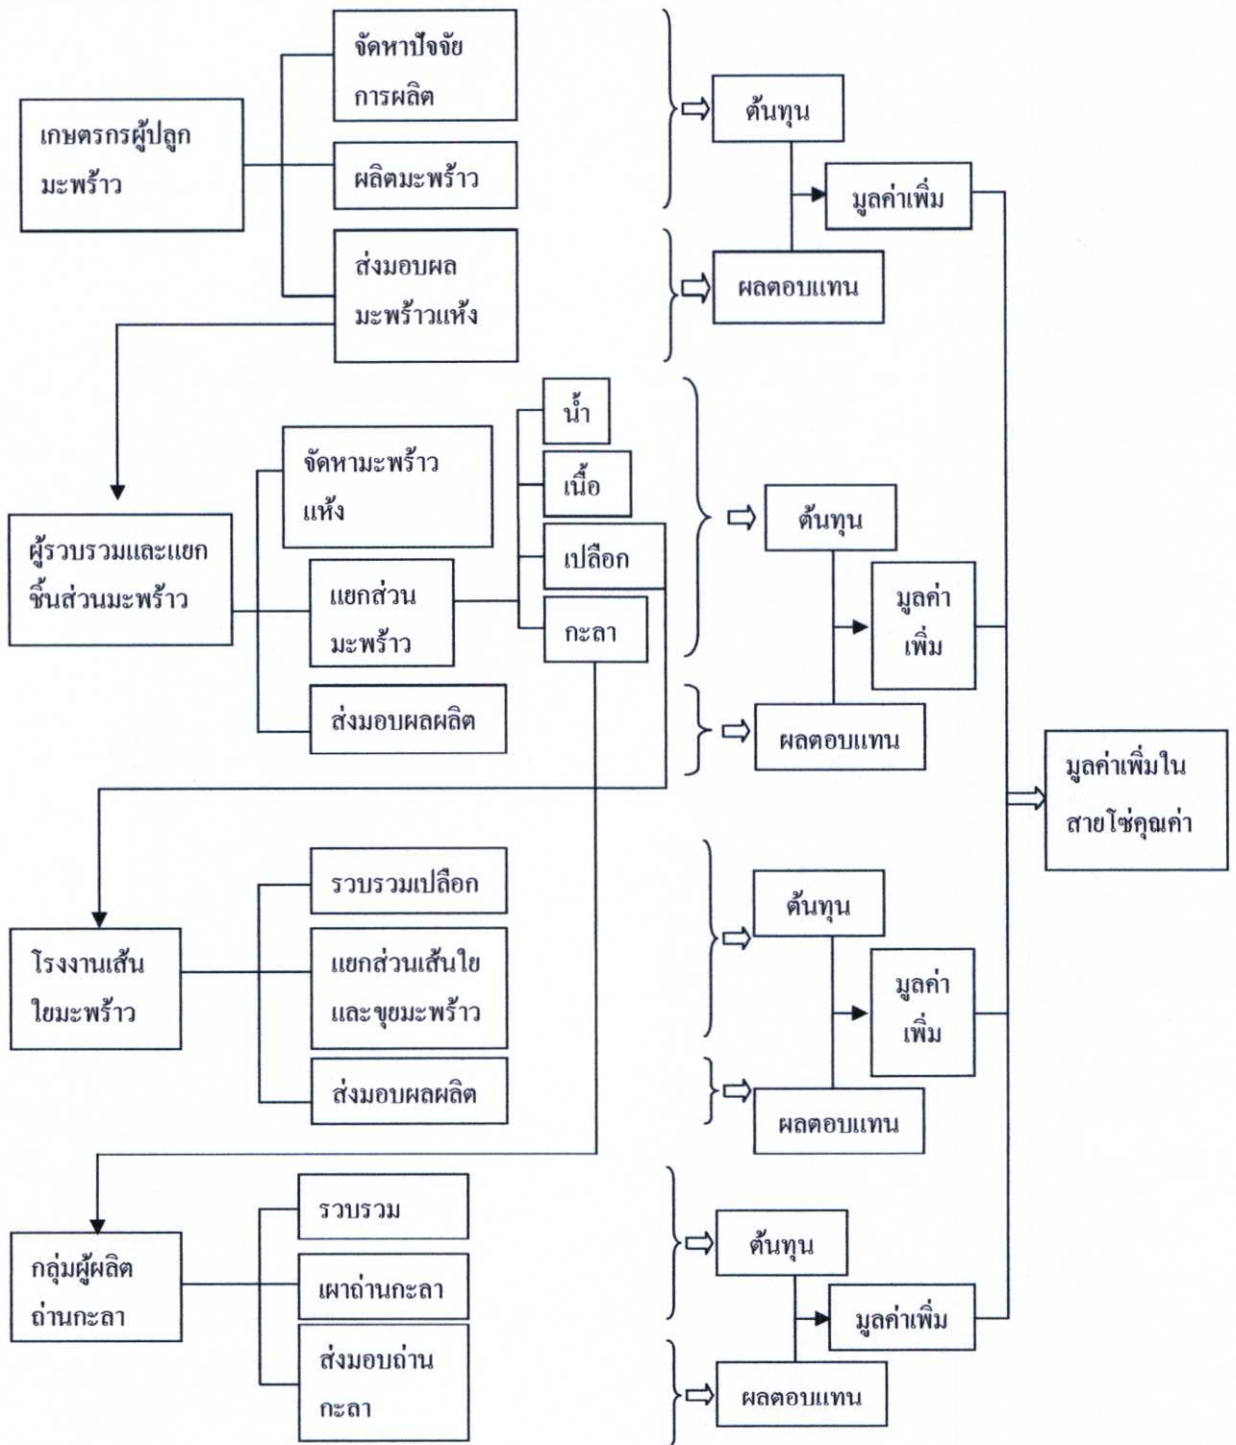 จัดหาปัจจัย
การผลิต
เกษตรกรผู้ปลูก
มะพร้าว
ผลิตมะพร้าว
ส่งมอบผล
มะพร้าวแห้ง
ต้นทุน
มูลค่าเพิ่ม
ผลตอบแทน
ผู้รวบรวมและแยก
ชิ้นส่วนมะพร้าว
จัดหามะพร้าว
แห้ง
แยกส่วน
มะพร้าว
ส่งมอบผลผลิต
น้ำ
เนื้อ
เปลือก
กะลา
ต้นทุน
มูลค่า
เพิ่ม
ผลตอบแทน
มูลค่าเพิ่มใน
สายโซ่คุณค่า
โรงงานเส้น
ใยมะพร้าว
รวบรวมเปลือก
แยกส่วนเส้นใย
และขุยมะพร้าว
ส่งมอบผลผลิต
ต้นทุน
มูลค่า
เพิ่ม
ผลตอบแทน
กลุ่มผู้ผลิต
ถ่านกะลา
รวบรวม
เผาถ่านกะลา
ส่งมอบถ่าน
กะลา
ต้นทุน
มูลค่าเพิ่ม
ผลตอบแทน